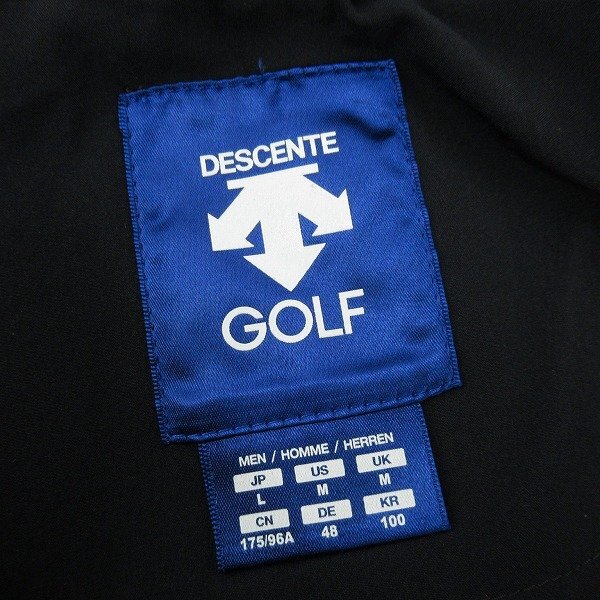 DESCENTE
GOLF
MEN / HOMME / HERREN
JP US UK
L M M
CN DE KR
175/96A 48 100